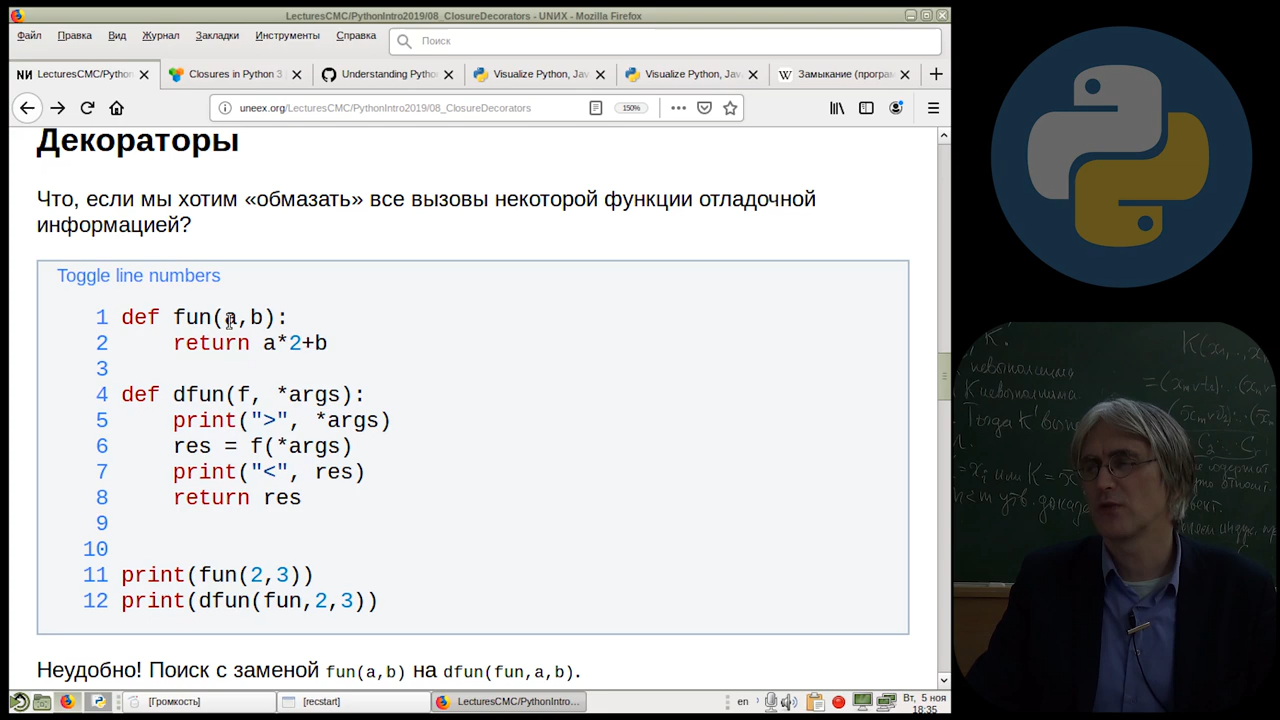 LecturesCMC/PythonIntro2019/08_ClosureDecorators - UNИX - Mozilla Firefox
Файл Правка Вид Журнал Закладки Инструменты Справка
Поиск
LecturesCMC/Python
Closures in Python 3
Understanding Pytho
Visualize Python, Jav
Visualize Python, Jav
Замыкание (програм
uneex.org/LecturesCMC/PythonIntro2019/08_ClosureDecorators
150%
Декораторы
Что, если мы хотим «обмазать» все вызовы некоторой функции отладочной
информацией?
Toggle line numbers
1 def fun(a,b):
2 return a*2+b
3
4 def dfun(f, *args):
5 print(">", *args)
6 res = f(*args)
7 print("<", res)
8 return res
9
10
11 print(fun(2,3))
12 print(dfun(fun,2,3))
Неудобно! Поиск с заменой fun(a,b) на dfun(fun,a,b).
[Громкость]
[recstart]
LecturesCMC/PythonIntro...
en
Вт, 5 ноя
18:35